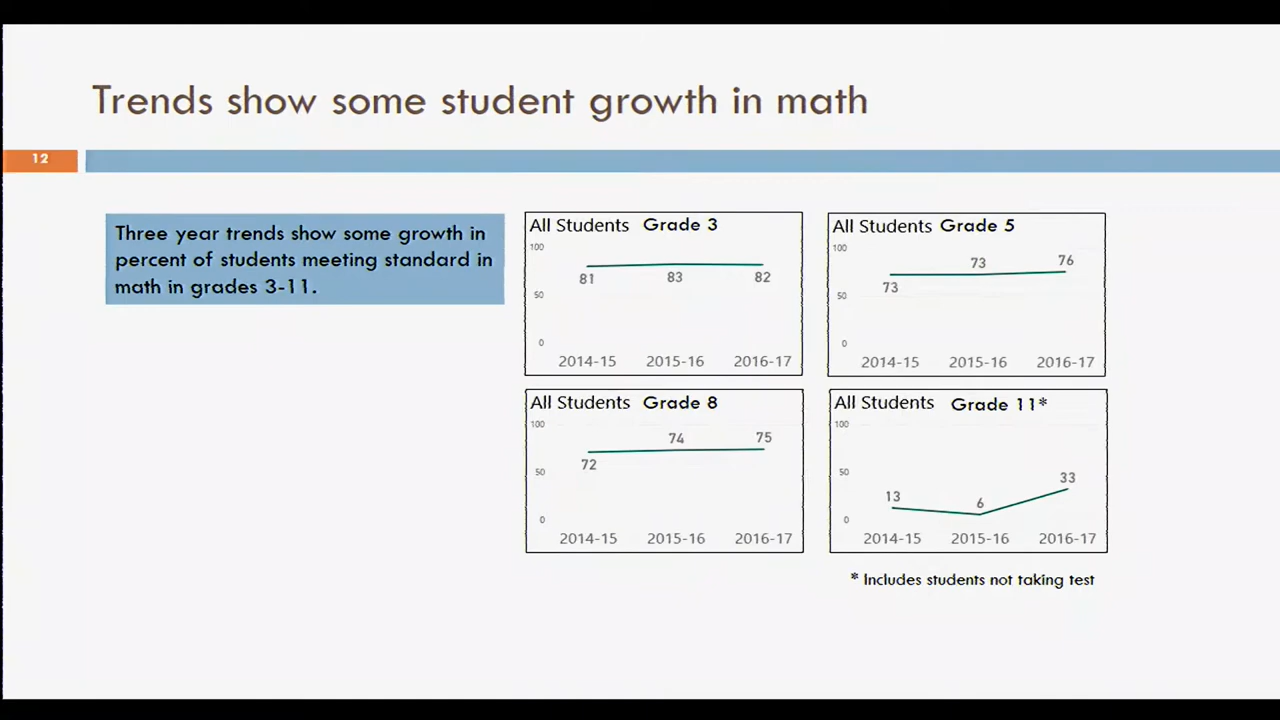 Trends show some student growth in math
12
Three year trends show some growth in
percent of students meeting standard in
math in grades 3-11.
All Students Grade 3
100
50
0
81
83
82
2014-15 2015-16 2016-17
All Students Grade 5
100
50
0
73
73
76
2014-15 2015-16 2016-17
All Students Grade 8
100
50
0
72
74
75
2014-15 2015-16 2016-17
All Students Grade 11*
100
50
0
13
6
33
2014-15 2015-16 2016-17
* Includes students not taking test